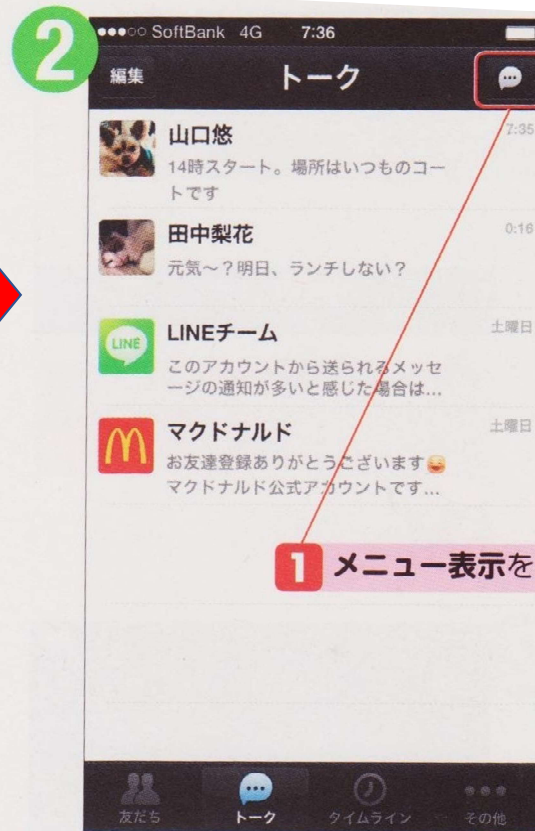 2
SoftBank 4G 7:36
編集 トーク
山口悠 7:35
14時スタート。場所はいつものコー
トです
田中梨花 0:16
元気〜?明日、ランチしない?
LINE
LINEチーム 土曜日
このアカウントから送られるメッセ
ージの通知が多いと感じた場合は...
マクドナルド 土曜日
お友達登録ありがとうございます😆
マクドナルド公式アカウントです...
1 メニュー表示を
友だち トーク タイムライン その他